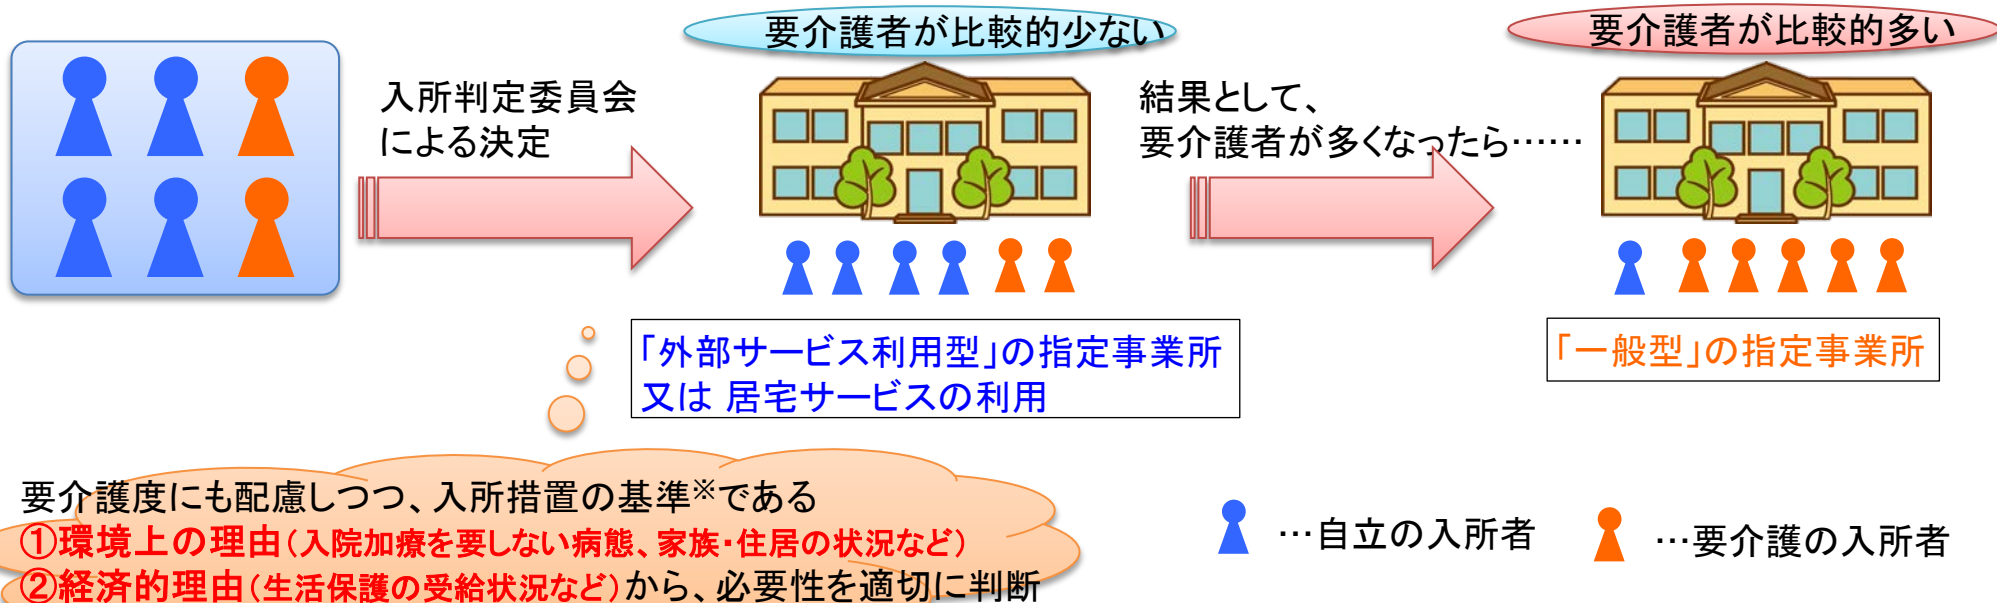 要介護者が比較的少ない
要介護者が比較的多い
入所判定委員会
による決定
結果として、
要介護者が多くなったら……
「外部サービス利用型」の指定事業所
又は 居宅サービスの利用
「一般型」の指定事業所
要介護度にも配慮しつつ、入所措置の基準※である
①環境上の理由(入院加療を要しない病態、家族・住居の状況など)
②経済的理由(生活保護の受給状況など)から、必要性を適切に判断
…自立の入所者
…要介護の入所者